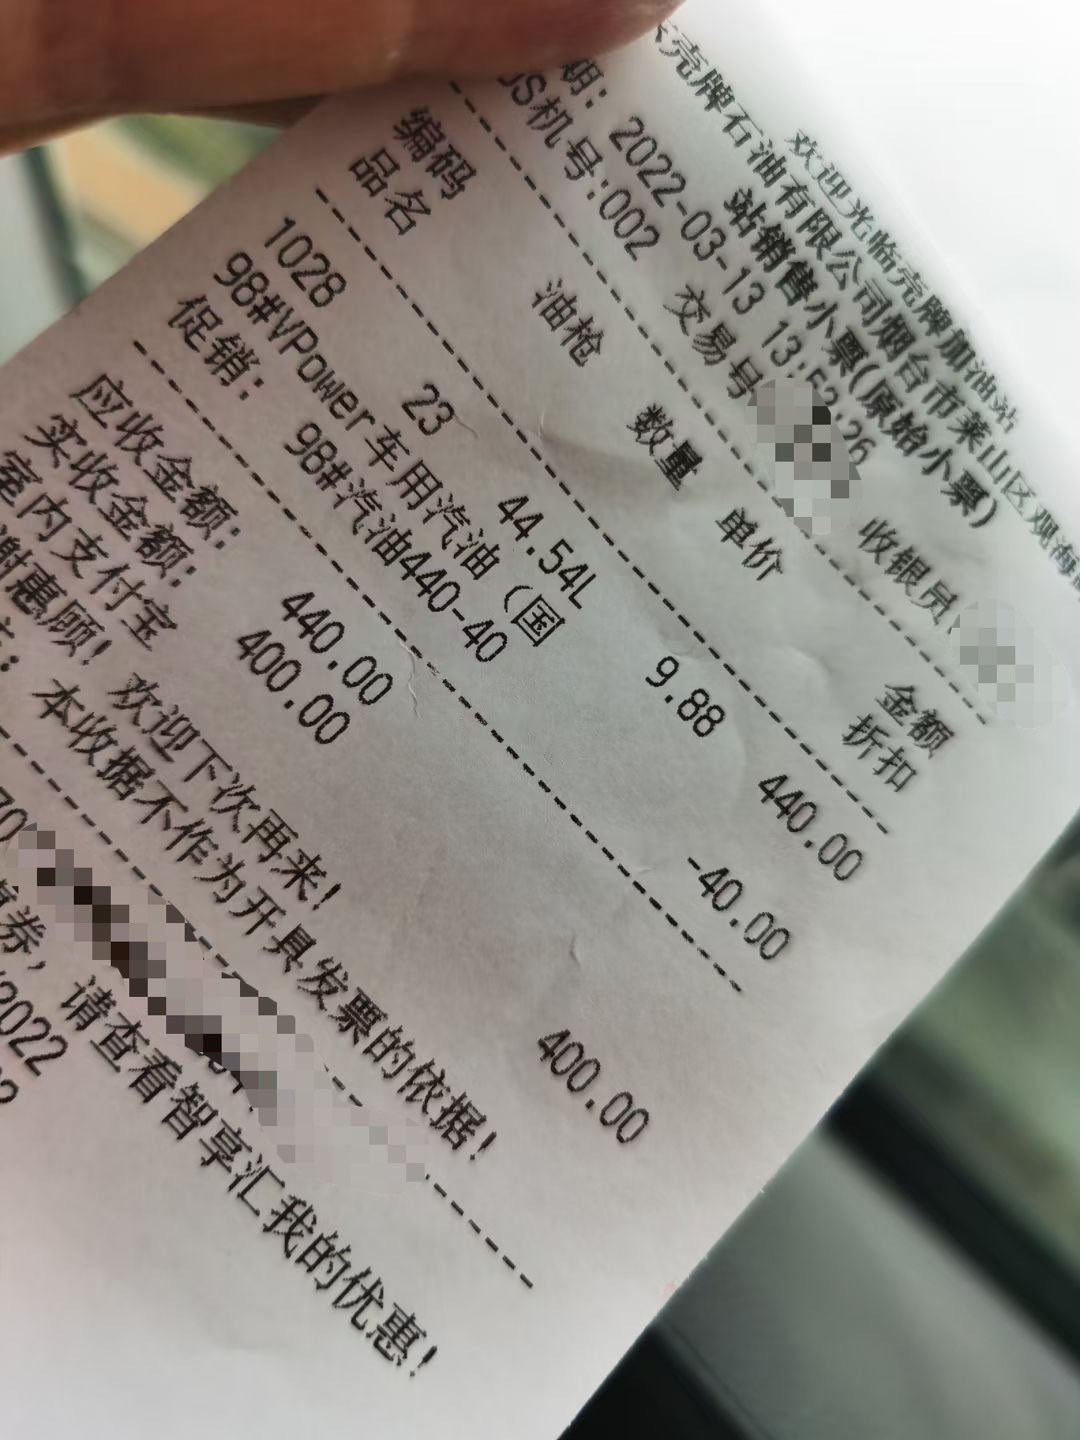 欢迎光临壳牌加油站
东壳牌石油有限公司烟台市莱山区观海
站销售小票(原始小票)
期: 2022-03-13 13:52:26
OS机号:002 交易号 收银员
编码 油枪 数量 单价 金额
品名 折扣
1028 23 44.54L 9.88 440.00
98#VPower车用汽油 (国
促销: 98#汽油440-40 -40.00
应收金额: 440.00
实收金额: 400.00
室内支付宝 400.00
谢惠顾! 欢迎下次再来!
: 本收据不作为开具发票的依据!
券, 请查看智享汇我的优惠!
/2022